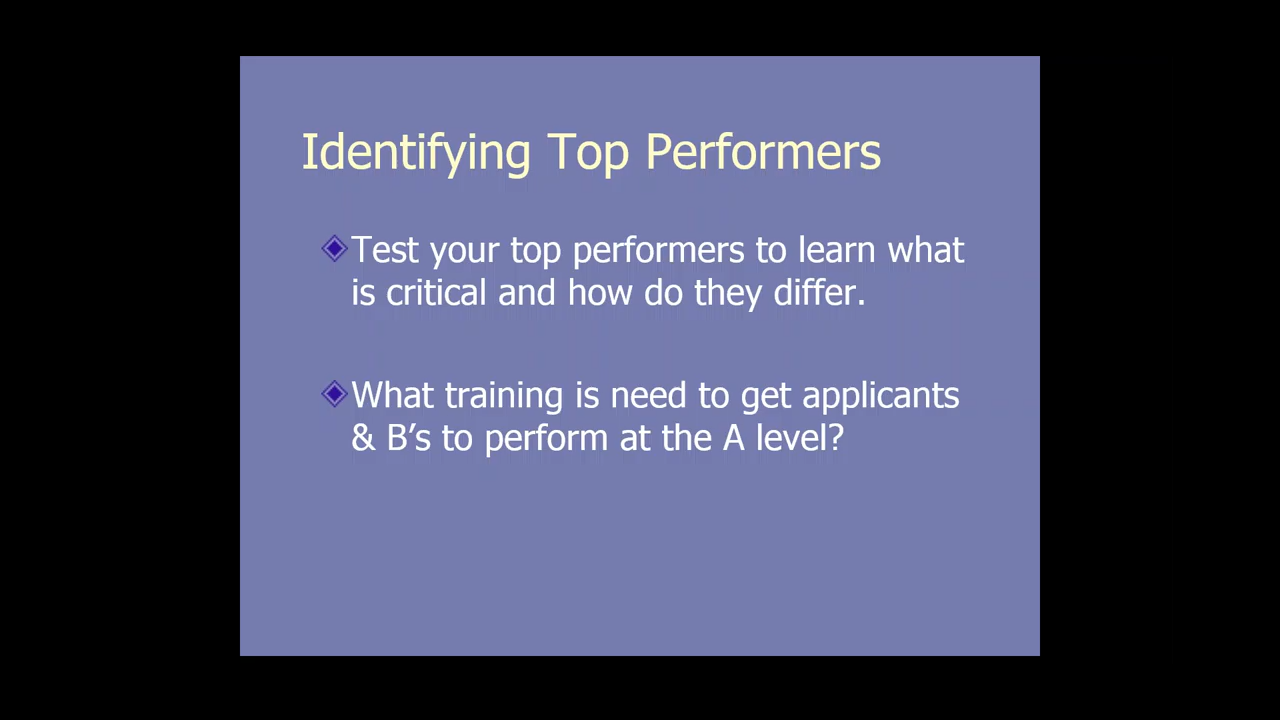 Identifying Top Performers
Test your top performers to learn what
is critical and how do they differ.
What training is need to get applicants
& B’s to perform at the A level?